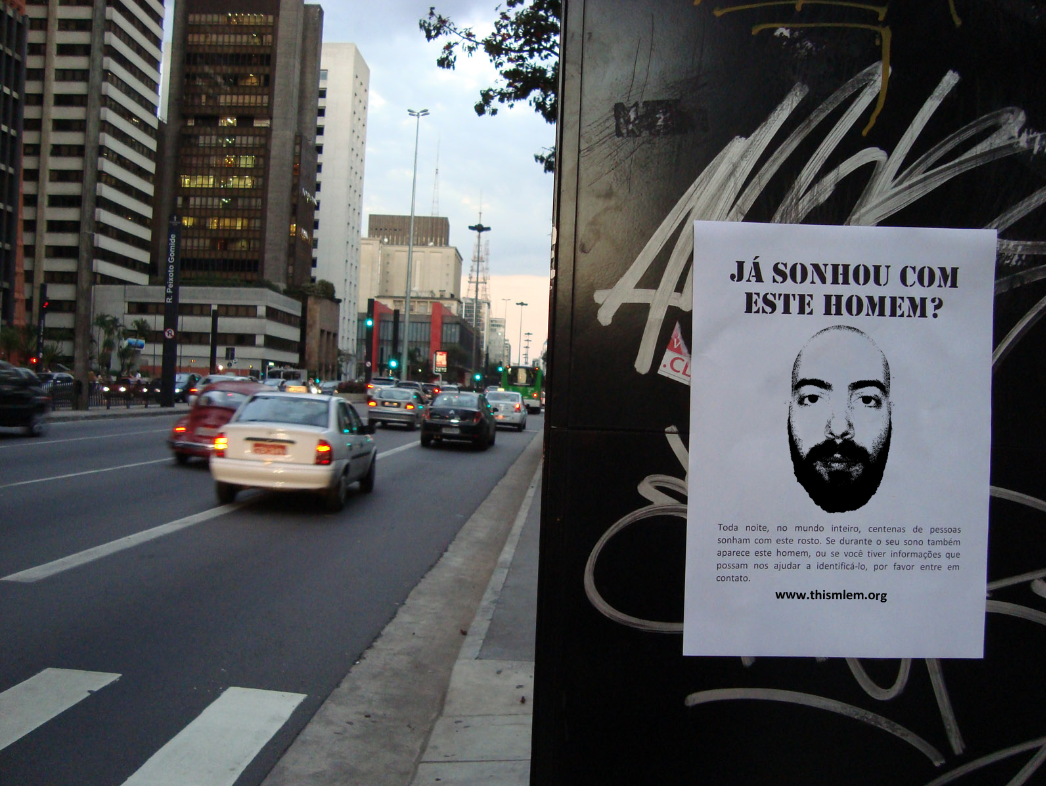 R. Peixoto Gomide
JÁ SONHOU COM
ESTE HOMEM?
Toda noite, no mundo inteiro, centenas de pessoas
sonham com este rosto. Se durante o seu sono também
aparece este homem, ou se você tiver informações que
possam nos ajudar a identificá-lo, por favor entre em
contato.
www.thismlem.org